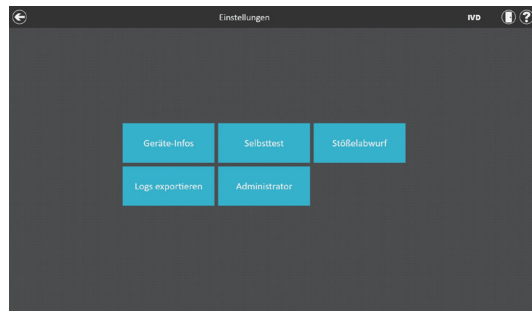 Einstellungen IVD ?
Geräte-Infos Selbsttest Stößelabwurf
Logs exportieren Administrator